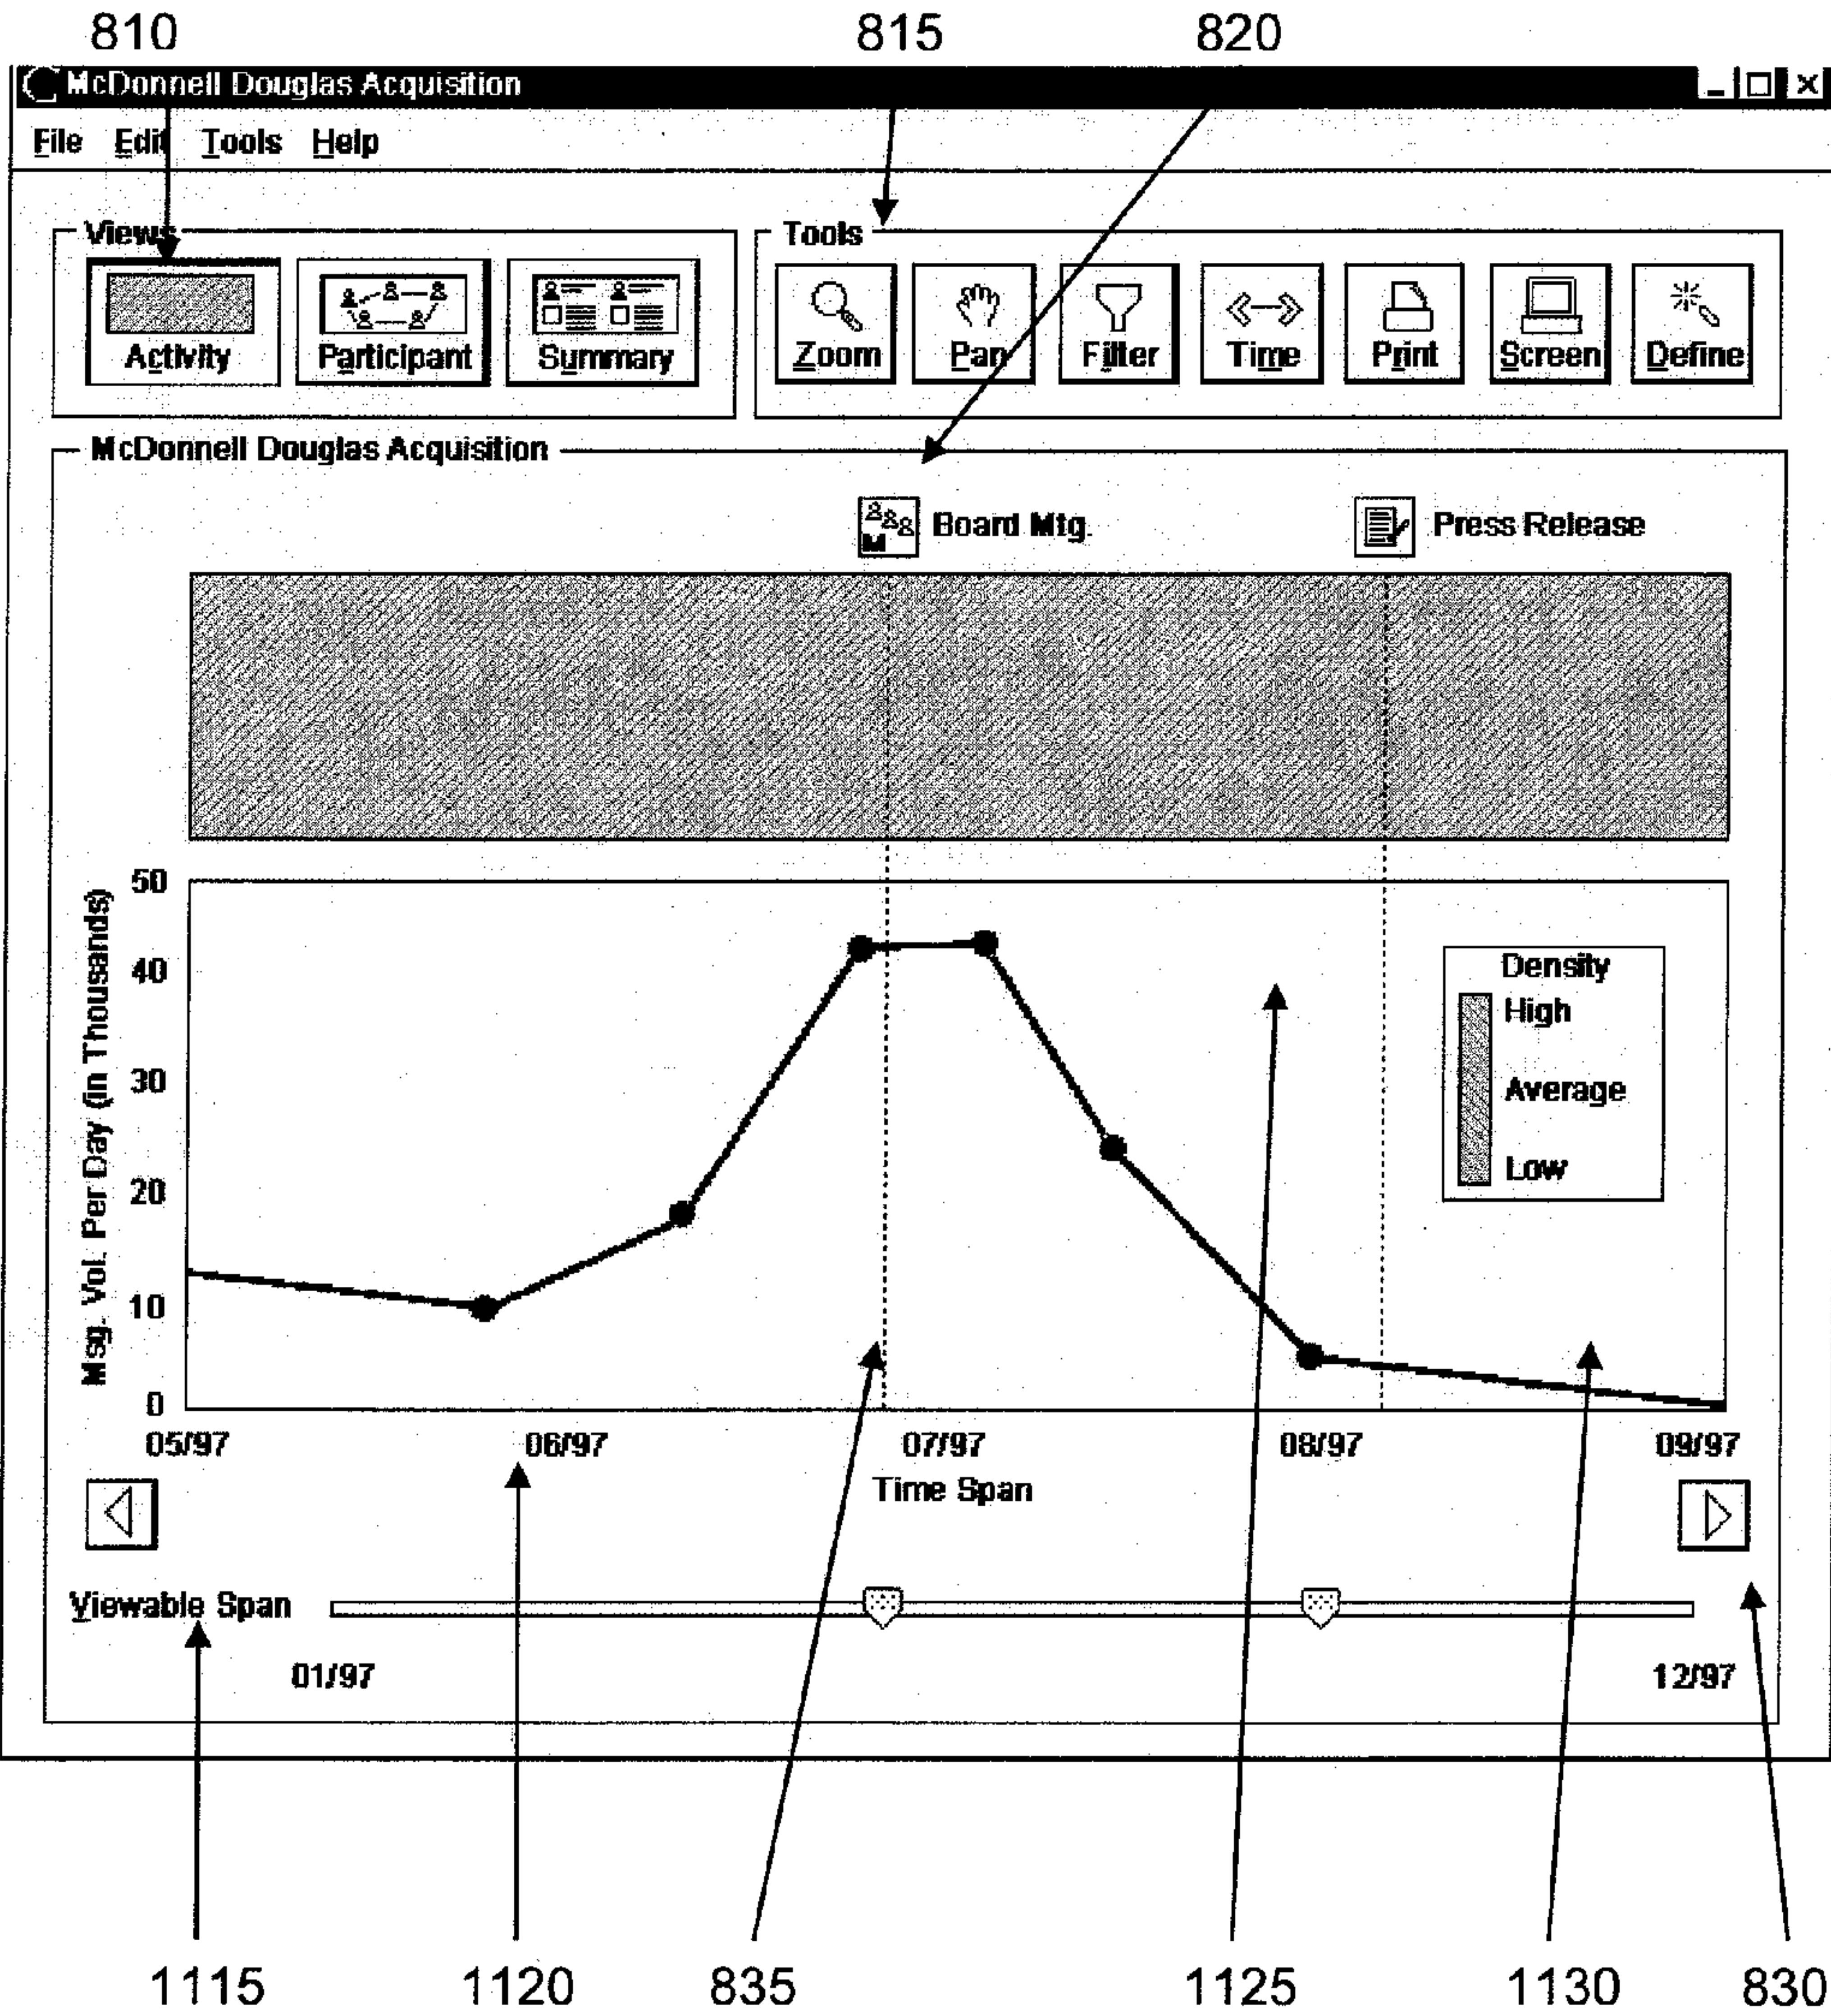 810 815 820
McDonnell Douglas Acquisition
File Edit Tools Help
Views Tools
Activity Participant Summary Zoom Pan Filter Time Print Screen Define
McDonnell Douglas Acquisition
M Board Mtg. Press Release
Msg. Vol. Per Day (in Thousands)
50
40
30
20
10
0
Density
High
Average
Low
05/97 06/97 07/97 08/97 09/97
Time Span
Viewable Span
01/97 12/97
1115 1120 835 1125 1130 830